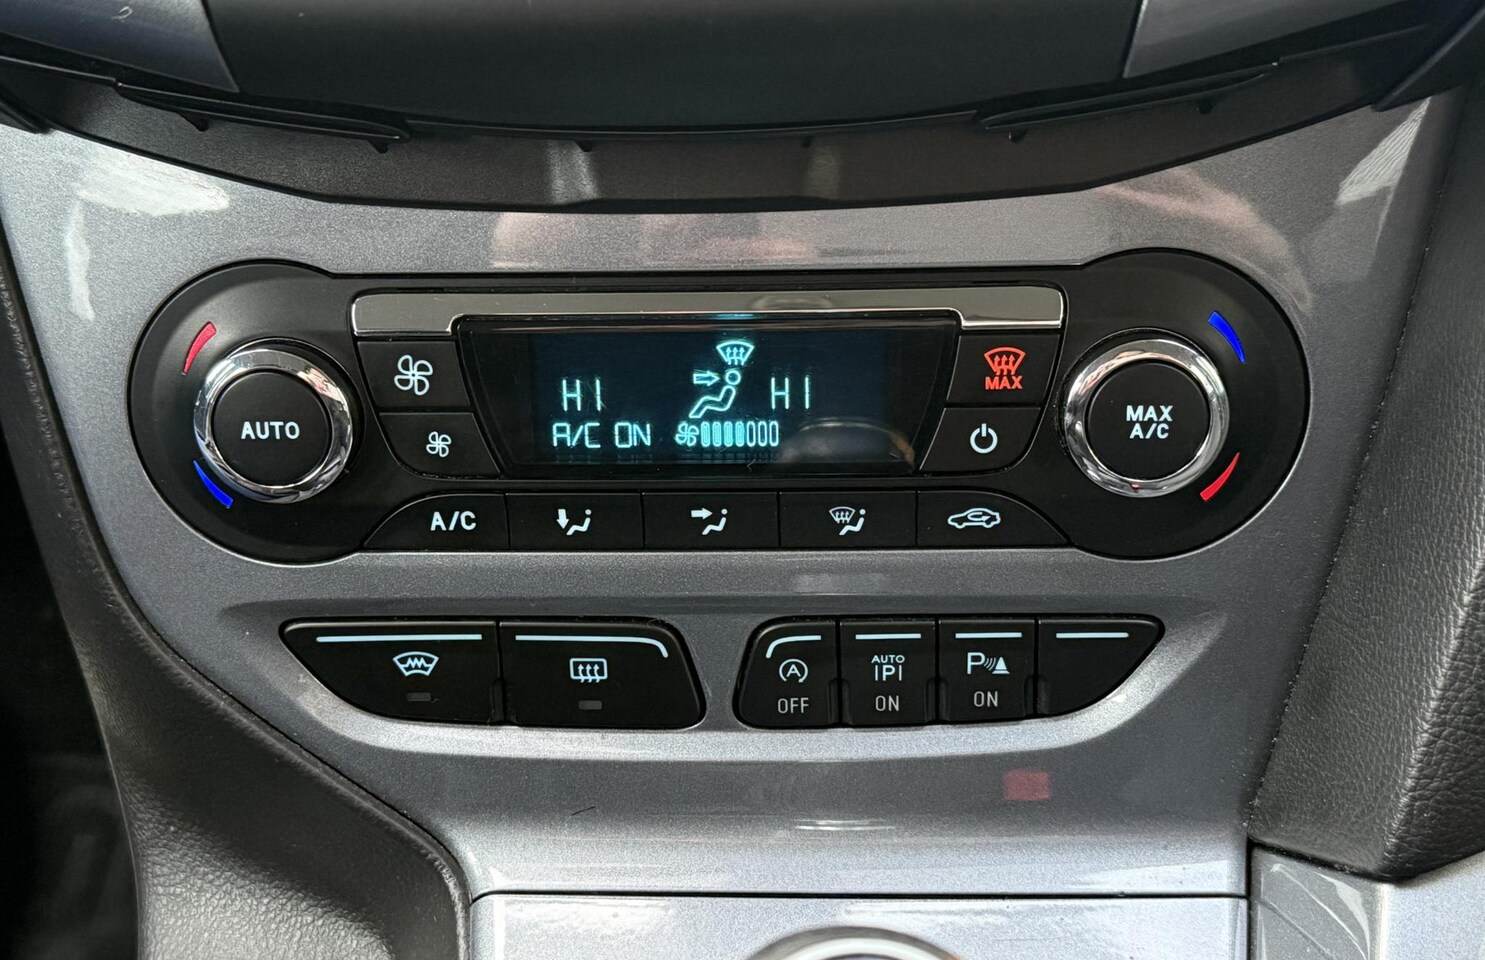 MAX
HI HI
AUTO
A/C ON
MAX
A/C
A/C
A
OFF
AUTO
P
ON
P
ON